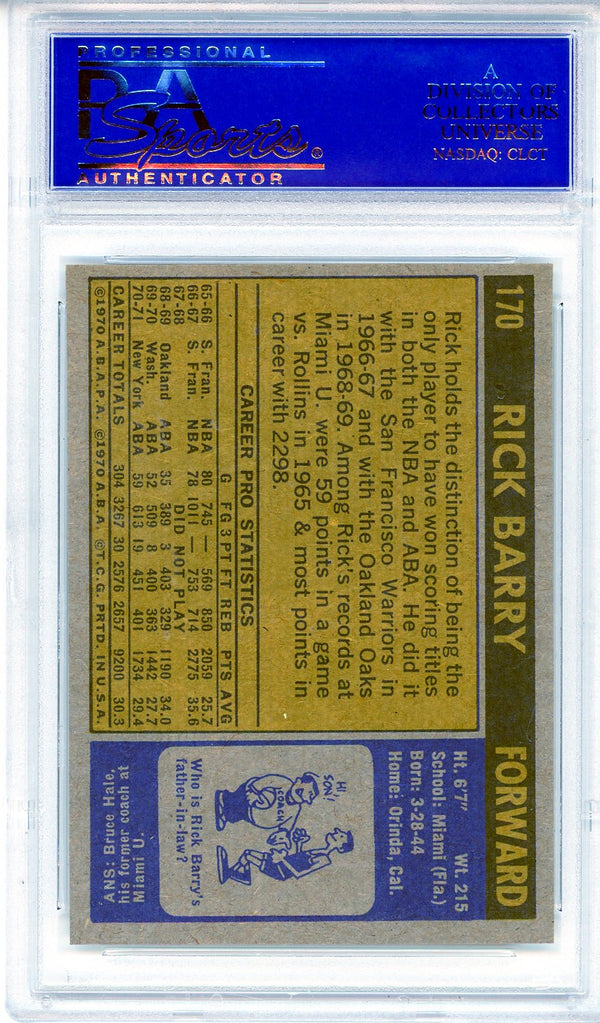 PROFESSIONAL
PSA
Sports®
AUTHENTICATOR
A
DIVISION OF
COLLECTORS
UNIVERSE
NASDAQ: CLCT
170 RICK BARRY FORWARD
Rick holds the distinction of being the
only player to have won scoring titles
in both the NBA and ABA. He did it
with the San Francisco Warriors in
1966-67 and with the Oakland Oaks
in 1968-69. Among Rick's records at
Miami U. were 59 points in a game
vs. Rollins in 1965 & most points in
career with 2298.
CAREER PRO STATISTICS
G FG 3PT FT REB PTS AVG
65-66 S. Fran. NBA 80 745 — 569 850 2059 25.7
66-67 S. Fran. NBA 78 1011 — 753 714 2775 35.6
67-68 DID NOT PLAY
68-69 Oakland ABA 35 389 3 403 329 1190 34.0
69-70 Wash. ABA 52 509 8 400 363 1442 27.7
70-71 New York ABA 59 613 19 451 401 1734 29.4
CAREER TOTALS 304 3267 30 2576 2657 9200 30.3
©1970 A.B.A.P.A. ©1970 A.B.A. ©T.C.G. PRTD. IN U.S.A.
Ht. 6'7" Wt. 215
School: Miami (Fla.)
Born: 3-28-44
Home: Orinda, Cal.
HI
SON!
COACH
Who is Rick Barry's
father-in-law?
ANS: Bruce Hale,
his former coach at
Miami U.